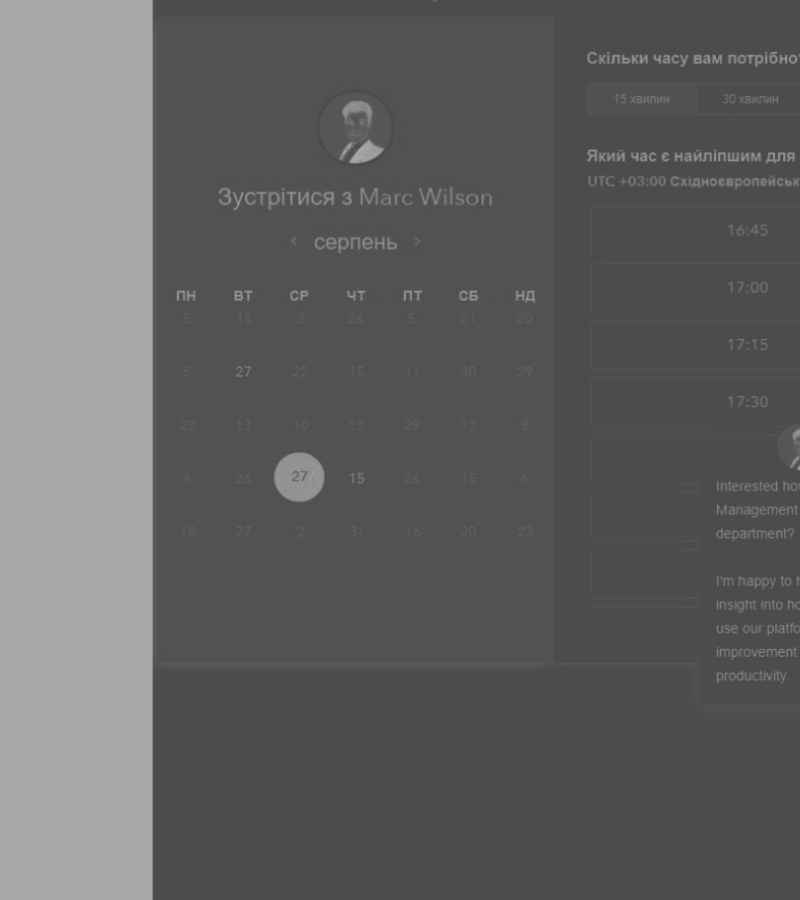 Зустрітися з Marc Wilson
‹ серпень ›
ПН ВТ СР ЧТ ПТ СБ НД
5 15 3 26 5 21 20
5 27 22 15 11 30 29
23 13 10 13 29 13 8
6 26 27 15 26 15 6
18 27 2 31 16 20 23
Скільки часу вам потрібно
15 хвилин 30 хвилин
Який час є найліпшим для
UTC +03:00 Східноєвропейськ
16:45
17:00
17:15
17:30
Interested how
Management
department?
I'm happy to h
insight into ho
use our platfo
improvement
productivity.